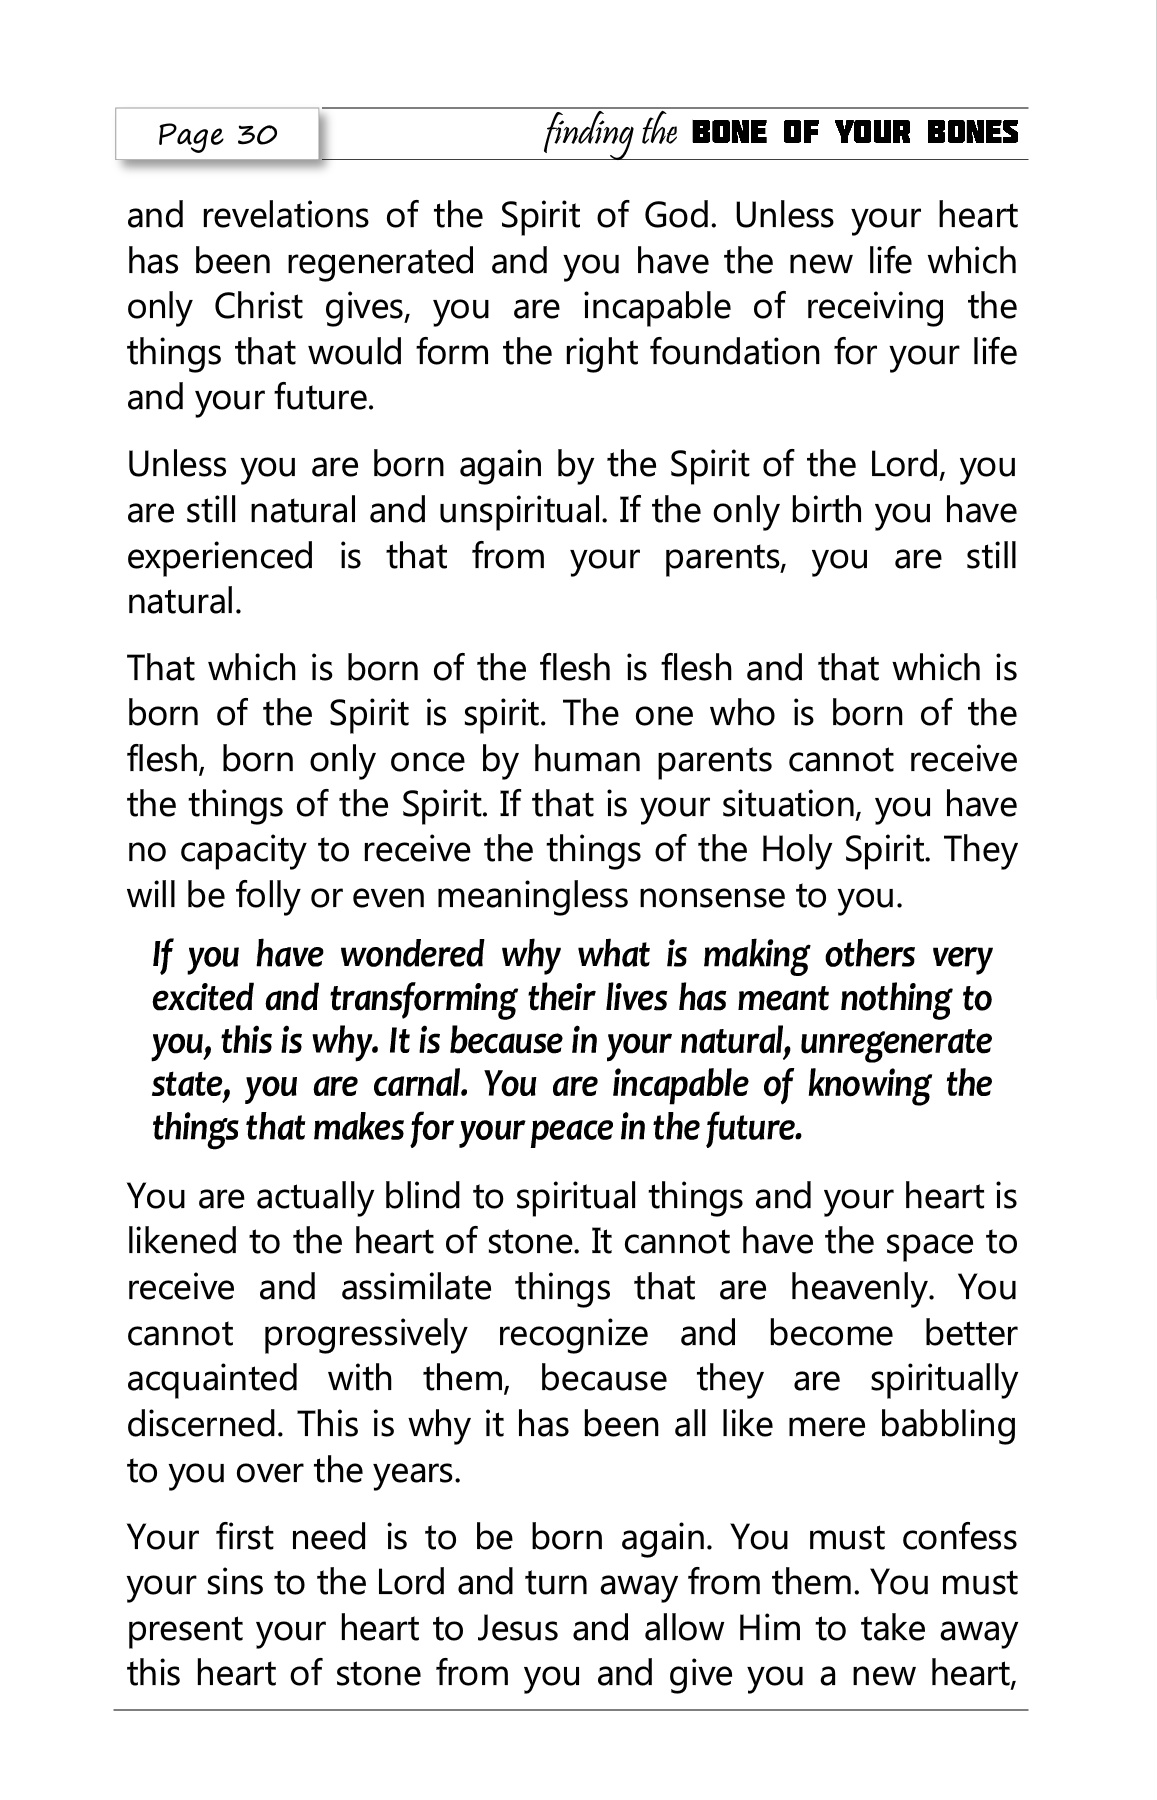 Page 30
finding the BONE OF YOUR BONES
and revelations of the Spirit of God. Unless your heart
has been regenerated and you have the new life which
only Christ gives, you are incapable of receiving the
things that would form the right foundation for your life
and your future.
Unless you are born again by the Spirit of the Lord, you
are still natural and unspiritual. If the only birth you have
experienced is that from your parents, you are still
natural.
That which is born of the flesh is flesh and that which is
born of the Spirit is spirit. The one who is born of the
flesh, born only once by human parents cannot receive
the things of the Spirit. If that is your situation, you have
no capacity to receive the things of the Holy Spirit. They
will be folly or even meaningless nonsense to you.
If you have wondered why what is making others very
excited and transforming their lives has meant nothing to
you, this is why. It is because in your natural, unregenerate
state, you are carnal. You are incapable of knowing the
things that makes for your peace in the future.
You are actually blind to spiritual things and your heart is
likened to the heart of stone. It cannot have the space to
receive and assimilate things that are heavenly. You
cannot progressively recognize and become better
acquainted with them, because they are spiritually
discerned. This is why it has been all like mere babbling
to you over the years.
Your first need is to be born again. You must confess
your sins to the Lord and turn away from them. You must
present your heart to Jesus and allow Him to take away
this heart of stone from you and give you a new heart,